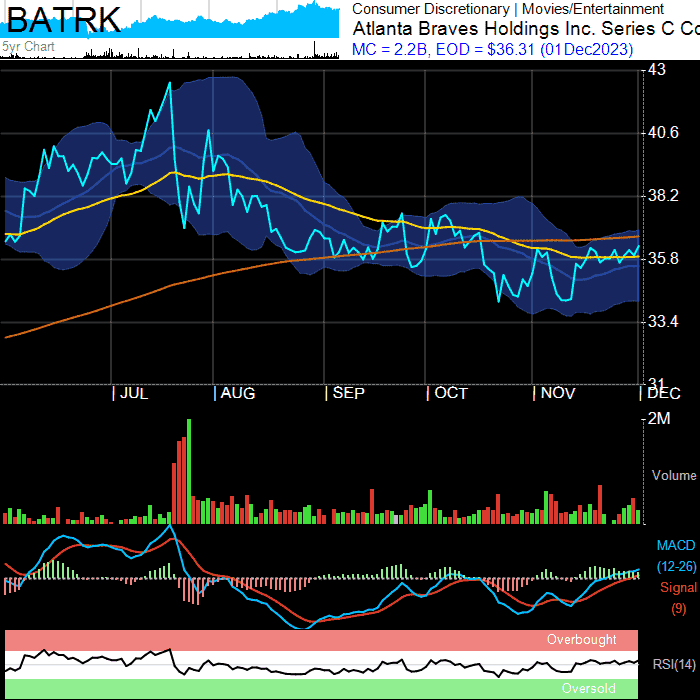 BATRK
5yr Chart
Consumer Discretionary | Movies/Entertainment
Atlanta Braves Holdings Inc. Series C Co
MC = 2.2B, EOD = $36.31 (01Dec2023)
43
40.6
38.2
35.8
33.4
31
JUL AUG SEP OCT NOV DEC
2M
Volume
MACD
(12-26)
Signal
(9)
Overbought
RSI(14)
Oversold